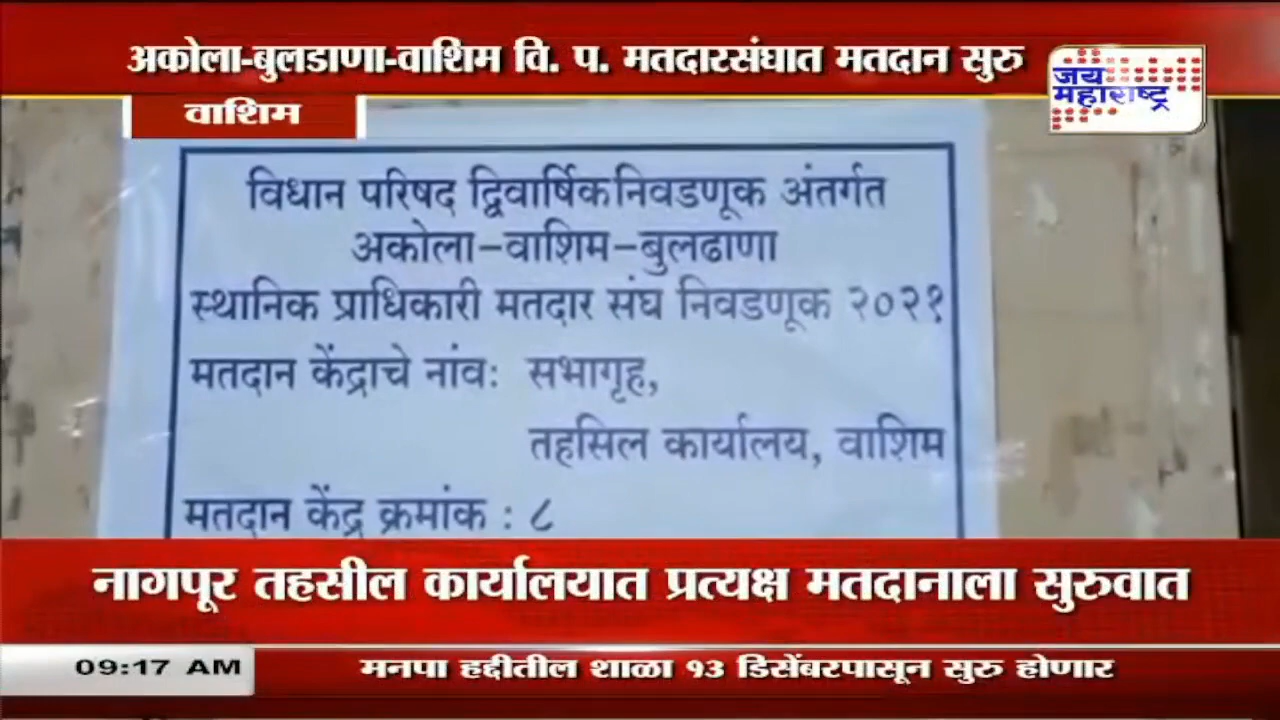 अकोला-बुलडाणा-वाशिम वि. प. मतदारसंघात मतदान सुरु
जय
महाराष्ट्र
वाशिम
विधान परिषद द्विवार्षिक निवडणूक अंतर्गत
अकोला-वाशिम-बुलढाणा
स्थानिक प्राधिकारी मतदार संघ निवडणूक २०२१
मतदान केंद्राचे नांव: सभागृह,
तहसिल कार्यालय, वाशिम
मतदान केंद्र क्रमांक : ८
नागपूर तहसील कार्यालयात प्रत्यक्ष मतदानाला सुरुवात
09:17 AM
मनपा हद्दीतील शाळा १३ डिसेंबरपासून सुरु होणार